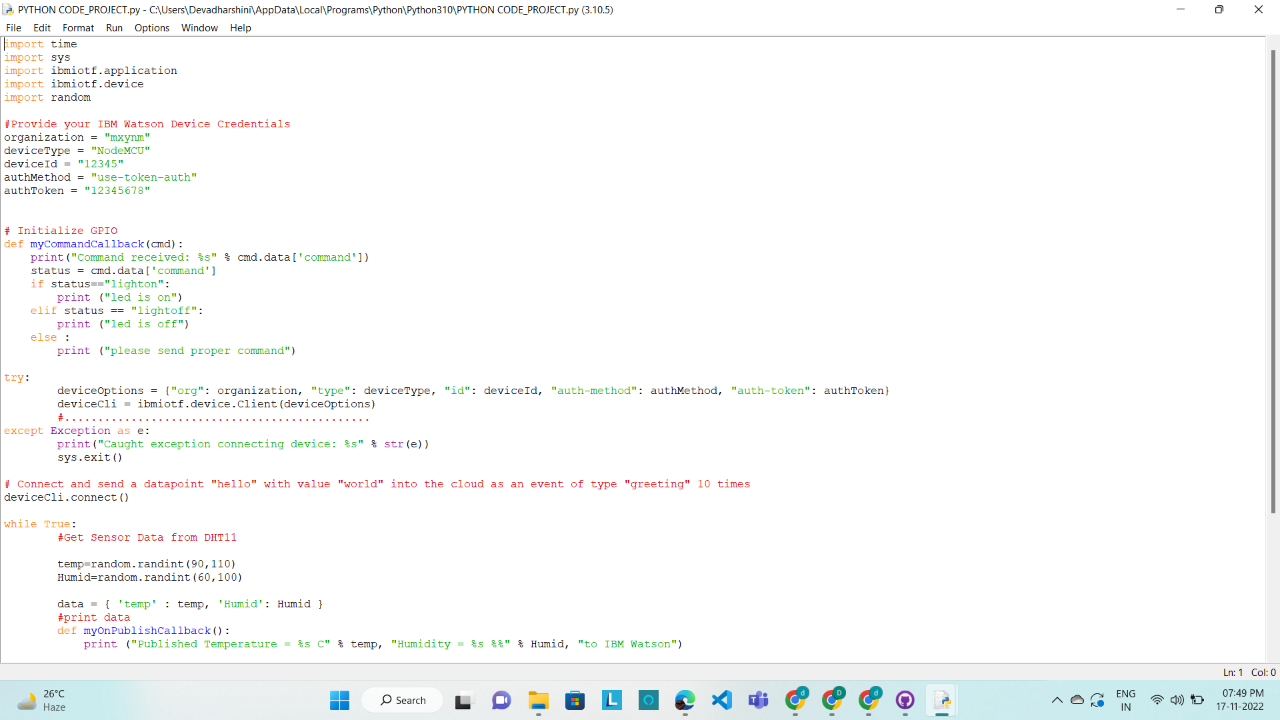 PYTHON CODE_PROJECT.py - C:\Users\Devadharshini\AppData\Local\Programs\Python\Python310\PYTHON CODE_PROJECT.py (3.10.5)
File Edit Format Run Options Window Help
import time
import sys
import ibmiotf.application
import ibmiotf.device
import random

#Provide your IBM Watson Device Credentials
organization = "mxynm"
deviceType = "NodeMCU"
deviceId = "12345"
authMethod = "use-token-auth"
authToken = "12345678"


# Initialize GPIO
def myCommandCallback(cmd):
    print("Command received: %s" % cmd.data['command'])
    status = cmd.data['command']
    if status=="lighton":
        print ("led is on")
    elif status == "lightoff":
        print ("led is off")
    else :
        print ("please send proper command")

try:
        deviceOptions = {"org": organization, "type": deviceType, "id": deviceId, "auth-method": authMethod, "auth-token": authToken}
        deviceCli = ibmiotf.device.Client(deviceOptions)
        #..............................................
except Exception as e:
        print("Caught exception connecting device: %s" % str(e))
        sys.exit()

# Connect and send a datapoint "hello" with value "world" into the cloud as an event of type "greeting" 10 times
deviceCli.connect()

while True:
        #Get Sensor Data from DHT11

        temp=random.randint(90,110)
        Humid=random.randint(60,100)

        data = { 'temp' : temp, 'Humid': Humid }
        #print data
        def myOnPublishCallback():
            print ("Published Temperature = %s C" % temp, "Humidity = %s %%" % Humid, "to IBM Watson")
Ln: 1 Col: 0
26°C
Haze
Search
ENG
IN
07:49 PM
17-11-2022